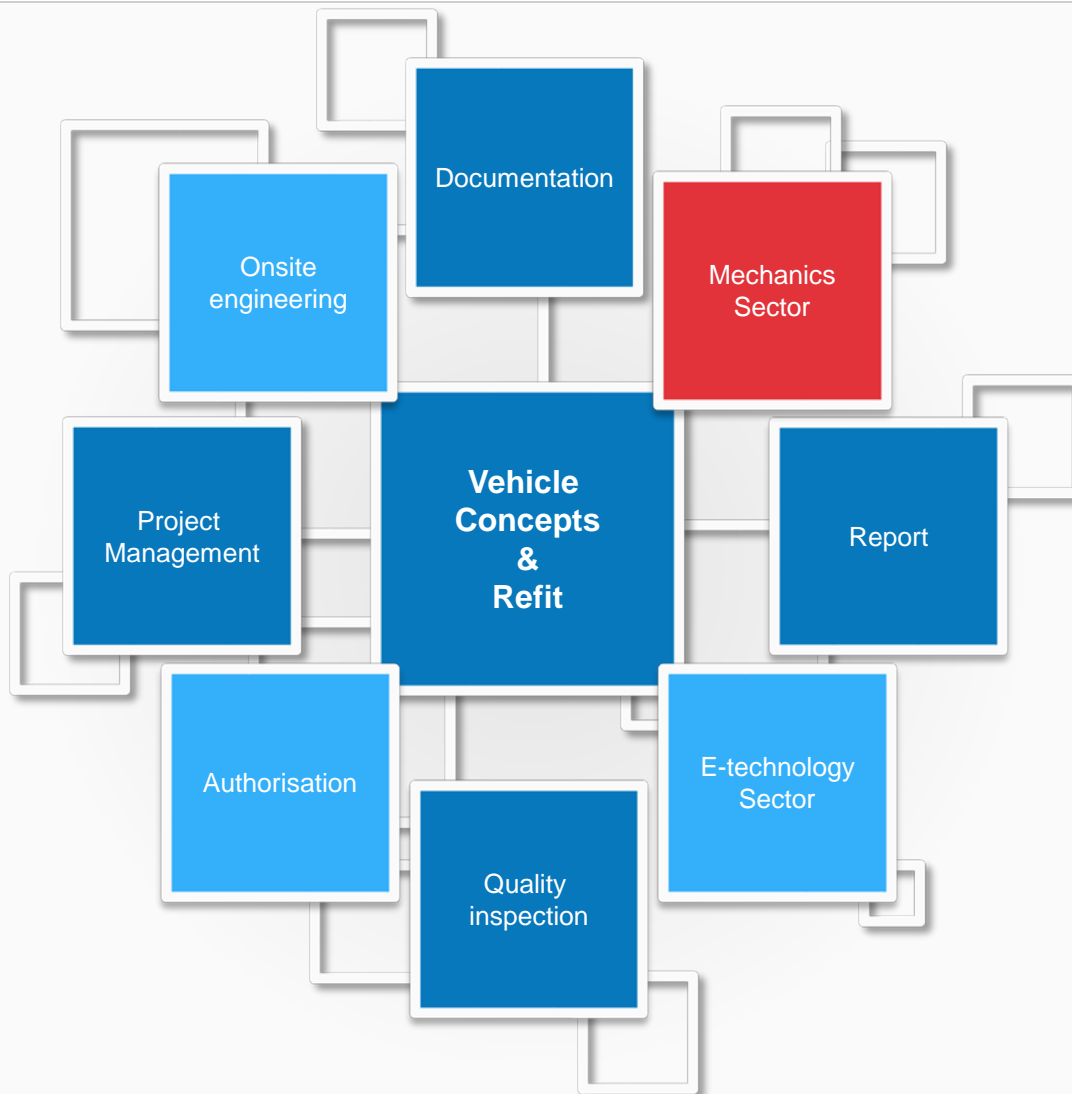 Documentation
Onsite
engineering
Mechanics
Sector
Vehicle
Concepts
&
Refit
Project
Management
Report
Authorisation
E-technology
Sector
Quality
inspection